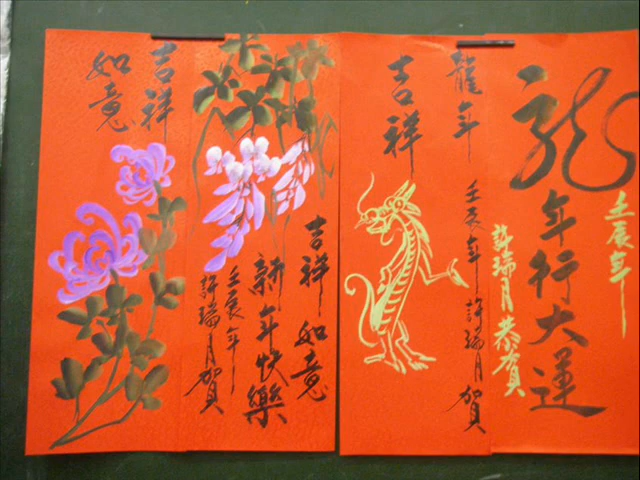 吉祥
如意
吉祥如意
新年快樂
壬辰年
許瑞月賀
龍年
吉祥
壬辰年許瑞月賀
壬辰年
龍年行大運
許瑞月恭賀